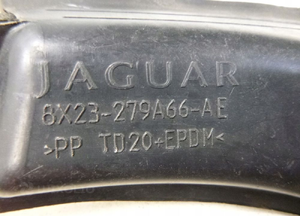 JAGUAR
8X23-279A66-AE
>PP TD20+EPDM<